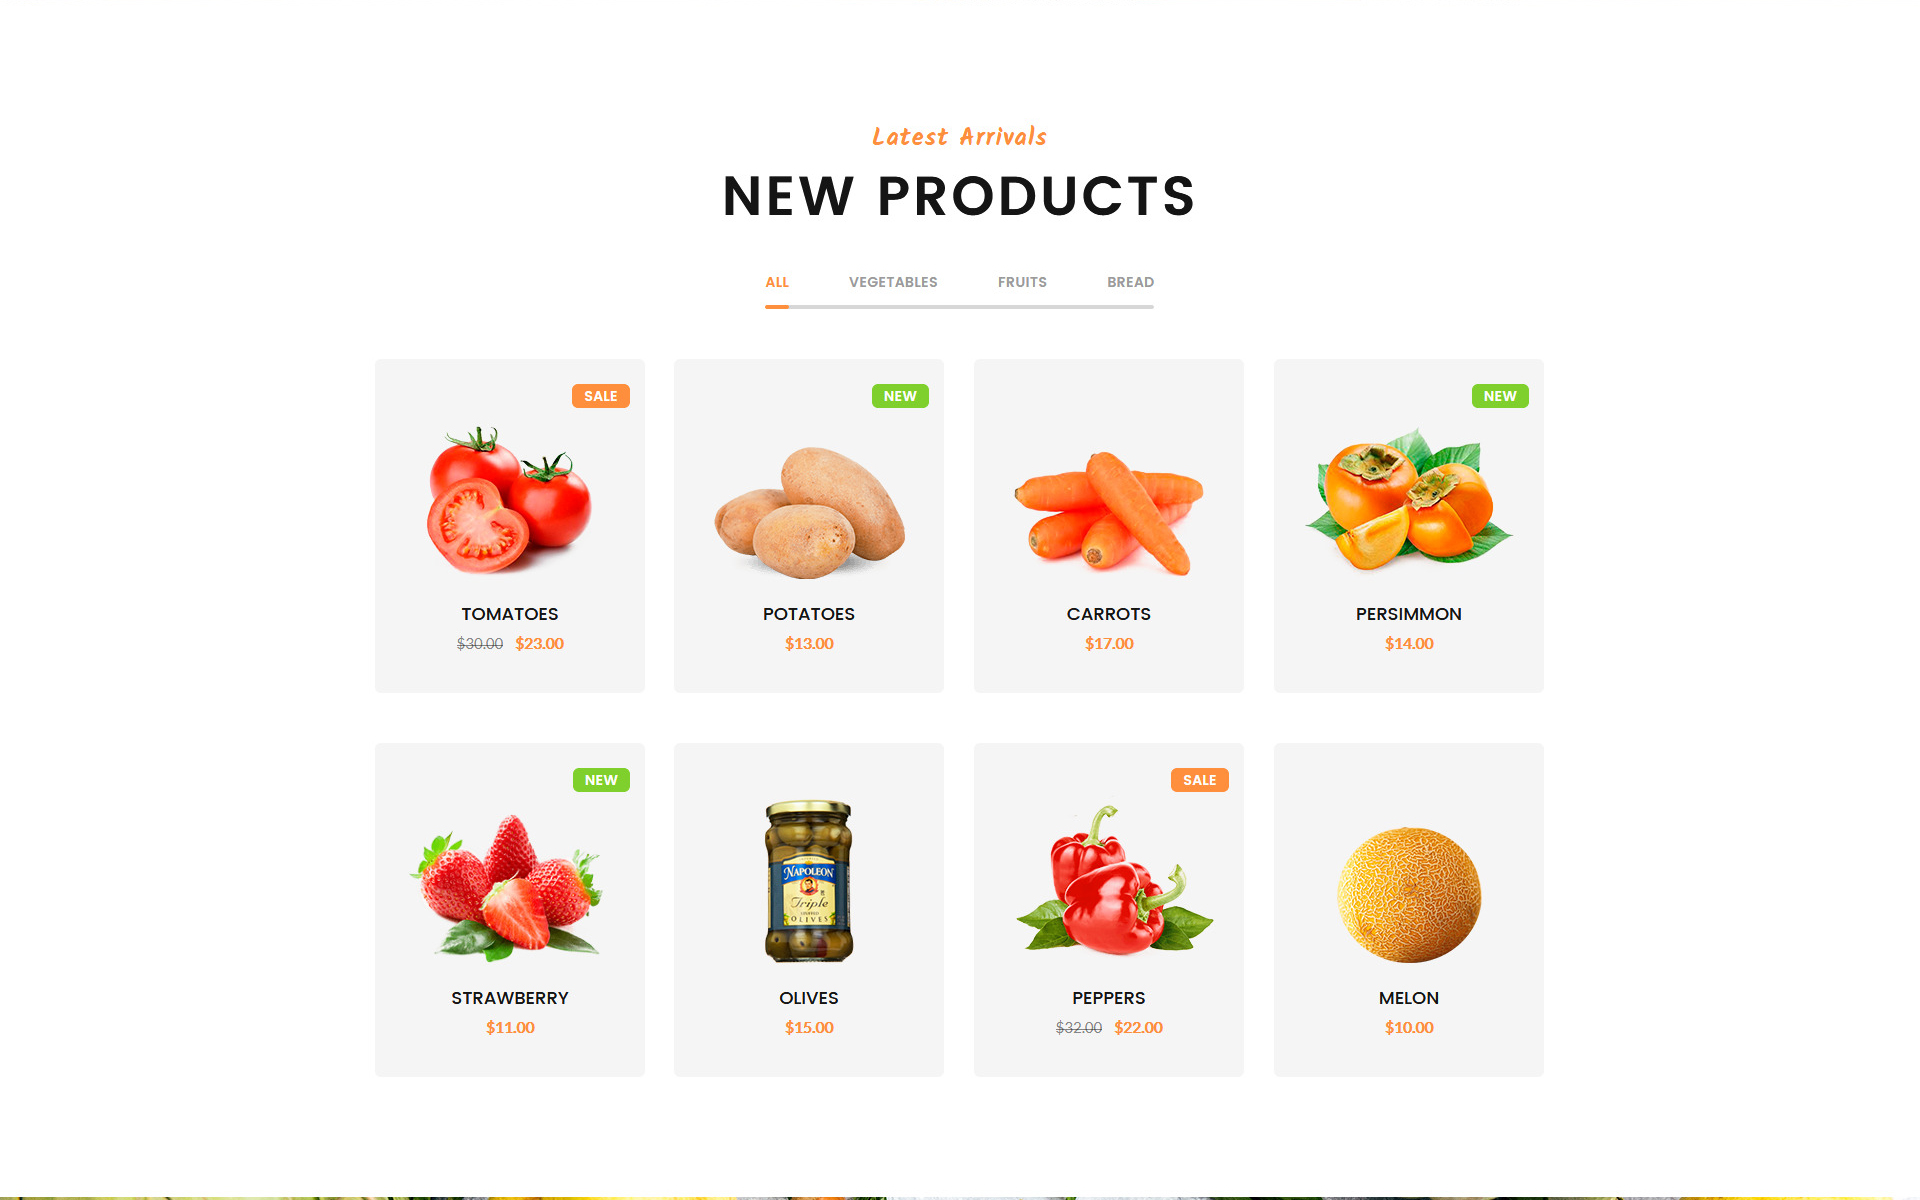 Latest Arrivals
NEW PRODUCTS
ALL VEGETABLES FRUITS BREAD
SALE
TOMATOES
$30.00 $23.00
NEW
POTATOES
$13.00
CARROTS
$17.00
NEW
PERSIMMON
$14.00
NEW
STRAWBERRY
$11.00
NAPOLEON
Triple
OLIVES
OLIVES
$15.00
SALE
PEPPERS
$32.00 $22.00
MELON
$10.00